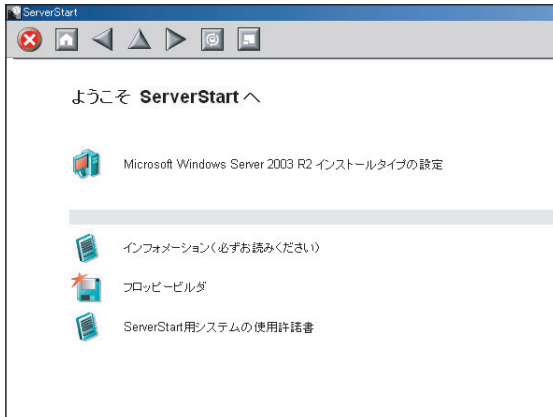 ServerStart
ようこそ ServerStart へ
Microsoft Windows Server 2003 R2 インストールタイプの設定
インフォメーション(必ずお読みください)
フロッピービルダ
ServerStart用システムの使用許諾書